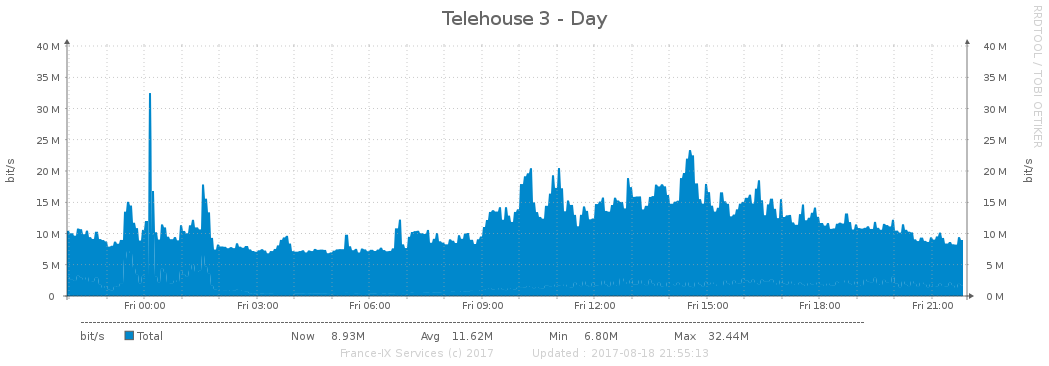 Telehouse 3 - Day
RRDTOOL / TOBI OETIKER
bit/s
bit/s
40 M 40 M
35 M 35 M
30 M 30 M
25 M 25 M
20 M 20 M
15 M 15 M
10 M 10 M
5 M 5 M
0 0 M
Fri 00:00 Fri 03:00 Fri 06:00 Fri 09:00 Fri 12:00 Fri 15:00 Fri 18:00 Fri 21:00
bit/s Total Now 8.93M Avg 11.62M Min 6.80M Max 32.44M
France-IX Services (c) 2017 Updated : 2017-08-18 21:55:13